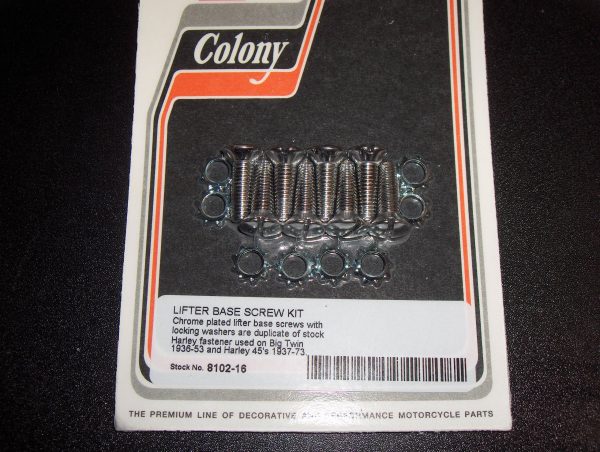 Colony
LIFTER BASE SCREW KIT
Chrome plated lifter base screws with
locking washers are duplicate of stock
Harley fastener used on Big Twin
1936-53 and Harley 45's 1937-73
Stock No. 8102-16
THE PREMIUM LINE OF DECORATIVE AND PERFORMANCE MOTORCYCLE PARTS